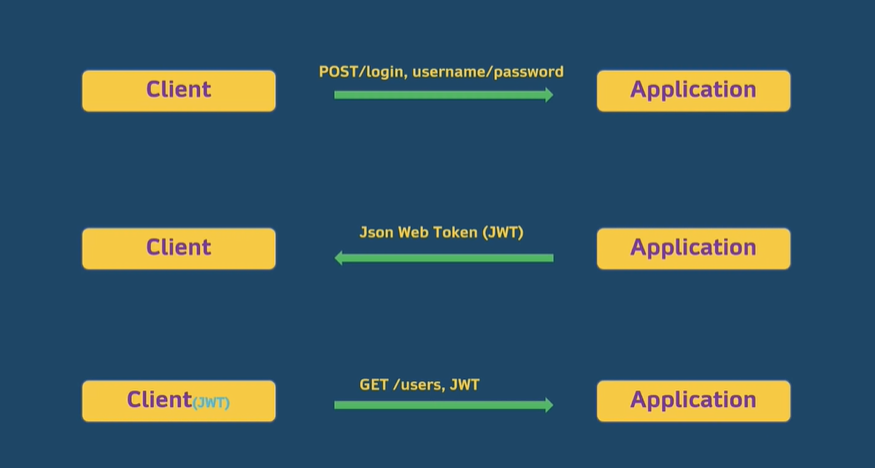 POST/login, username/password
Client
Application
Json Web Token (JWT)
Client
Application
GET /users, JWT
Client(JWT)
Application